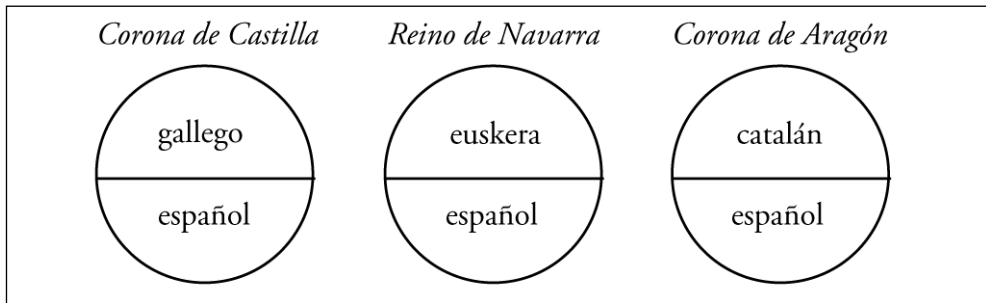 Corona de Castilla Reino de Navarra Corona de Aragón
gallego euskera catalán
español español español